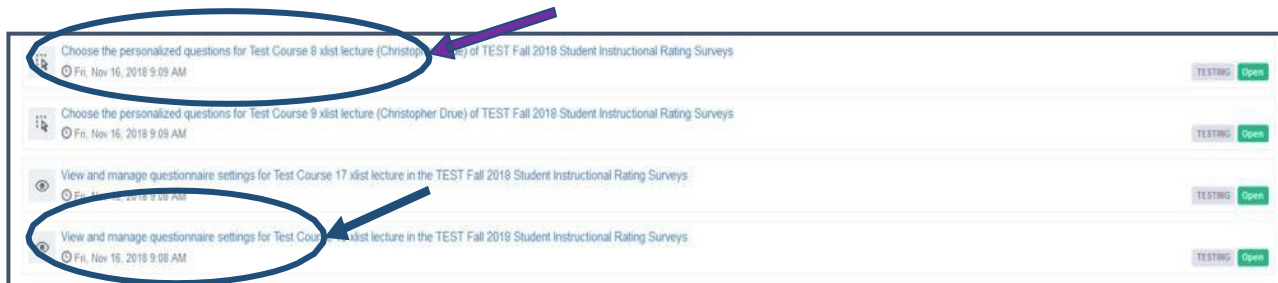 Choose the personalized questions for Test Course 8 xlist lecture (Christopher Drue) of TEST Fall 2018 Student Instructional Rating Surveys
Fri, Nov 16, 2018 9:09 AM
TESTING Open
Choose the personalized questions for Test Course 9 xlist lecture (Christopher Drue) of TEST Fall 2018 Student Instructional Rating Surveys
Fri, Nov 16, 2018 9:09 AM
TESTING Open
View and manage questionnaire settings for Test Course 17 xlist lecture in the TEST Fall 2018 Student Instructional Rating Surveys
Fri, Nov 2018 9:08 AM
TESTING Open
View and manage questionnaire settings for Test xlist lecture in the TEST Fall 2018 Student Instructional Rating Surveys
Fri, Nov 16, 2018 9:08 AM
TESTING Open